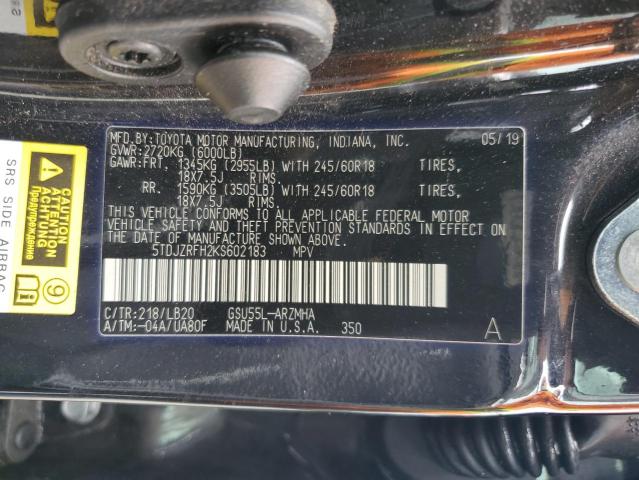 MFD.BY:TOYOTA MOTOR MANUFACTURING, INDIANA, INC. 05/19
GVWR:2720KG (6000LB)
GAWR:FRT. 1345KG (2955LB) WITH 245/60R18 TIRES,
18X7.5J RIMS.
RR. 1590KG (3505LB) WITH 245/60R18 TIRES,
18X7.5J RIMS.
THIS VEHICLE CONFORMS TO ALL APPLICABLE FEDERAL MOTOR
VEHICLE SAFETY AND THEFT PREVENTION STANDARDS IN EFFECT ON
THE DATE OF MANUFACTURE SHOWN ABOVE.
5TDJZRFH2KS602183 MPV
C/TR:218/LB20 GSU55L-ARZMHA
A/TM:-04A/UA80F MADE IN U.S.A. 350 A
SRS SIDE AIRBAG
ATTENTION
CAUTION
ACHTUNG
Предупреждение
9